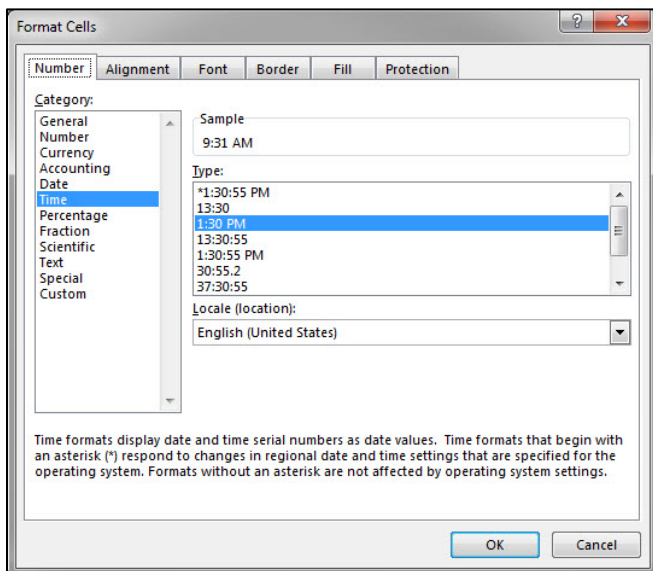 Format Cells
Number Alignment Font Border Fill Protection
Category:
General
Number
Currency
Accounting
Date
Time
Percentage
Fraction
Scientific
Text
Special
Custom
Sample
9:31 AM
Type:
*1:30:55 PM
13:30
1:30 PM
13:30:55
1:30:55 PM
30:55.2
37:30:55
Locale (location):
English (United States)
Time formats display date and time serial numbers as date values.  Time formats that begin with
an asterisk (*) respond to changes in regional date and time settings that are specified for the
operating system. Formats without an asterisk are not affected by operating system settings.
OK Cancel